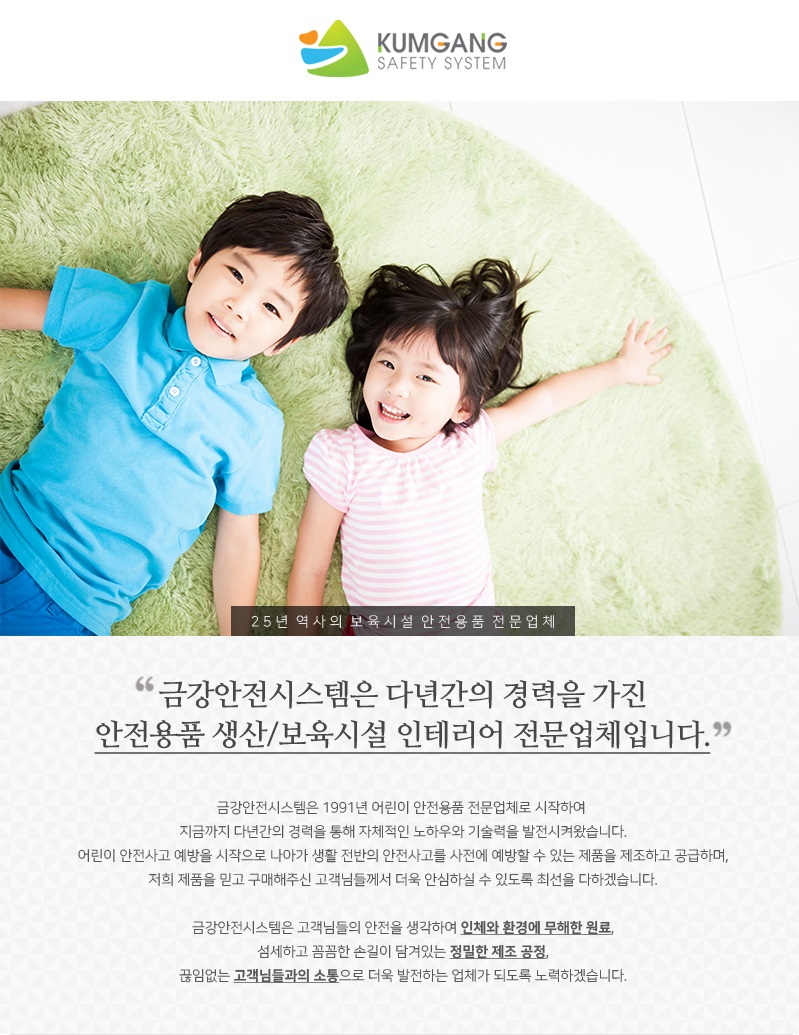 KUMGANG
SAFETY SYSTEM
25년 역사의 보육시설 안전용품 전문업체
“금강안전시스템은 다년간의 경력을 가진
안전용품 생산/보육시설 인테리어 전문업체입니다.”
금강안전시스템은 1991년 어린이 안전용품 전문업체로 시작하여
지금까지 다년간의 경력을 통해 자체적인 노하우와 기술력을 발전시켜왔습니다.
어린이 안전사고 예방을 시작으로 나아가 생활 전반의 안전사고를 사전에 예방할 수 있는 제품을 제조하고 공급하며,
저희 제품을 믿고 구매해주신 고객님들께서 더욱 안심하실 수 있도록 최선을 다하겠습니다.
금강안전시스템은 고객님들의 안전을 생각하여 인체와 환경에 무해한 원료,
섬세하고 꼼꼼한 손길이 담겨있는 정밀한 제조 공정,
끊임없는 고객님들과의 소통으로 더욱 발전하는 업체가 되도록 노력하겠습니다.